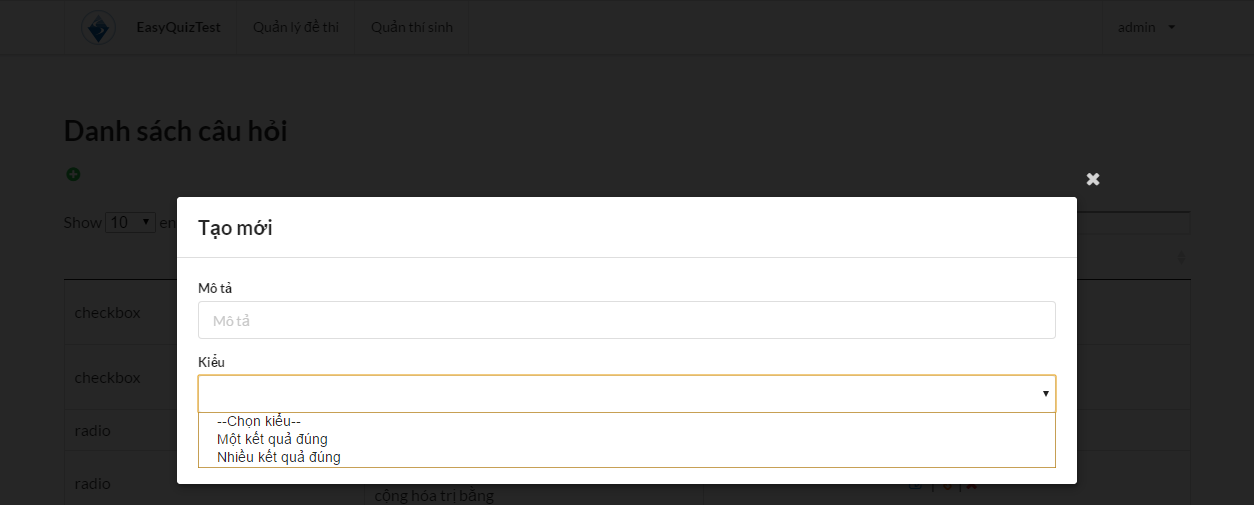 EasyQuizTest Quản lý đề thi Quản thí sinh admin
Danh sách câu hỏi
Show 10 en
Tạo mới
Mô tả
Mô tả
Kiểu
--Chọn kiểu--
Một kết quả đúng
Nhiều kết quả đúng
checkbox
checkbox
radio
radio
cộng hóa trị bằng